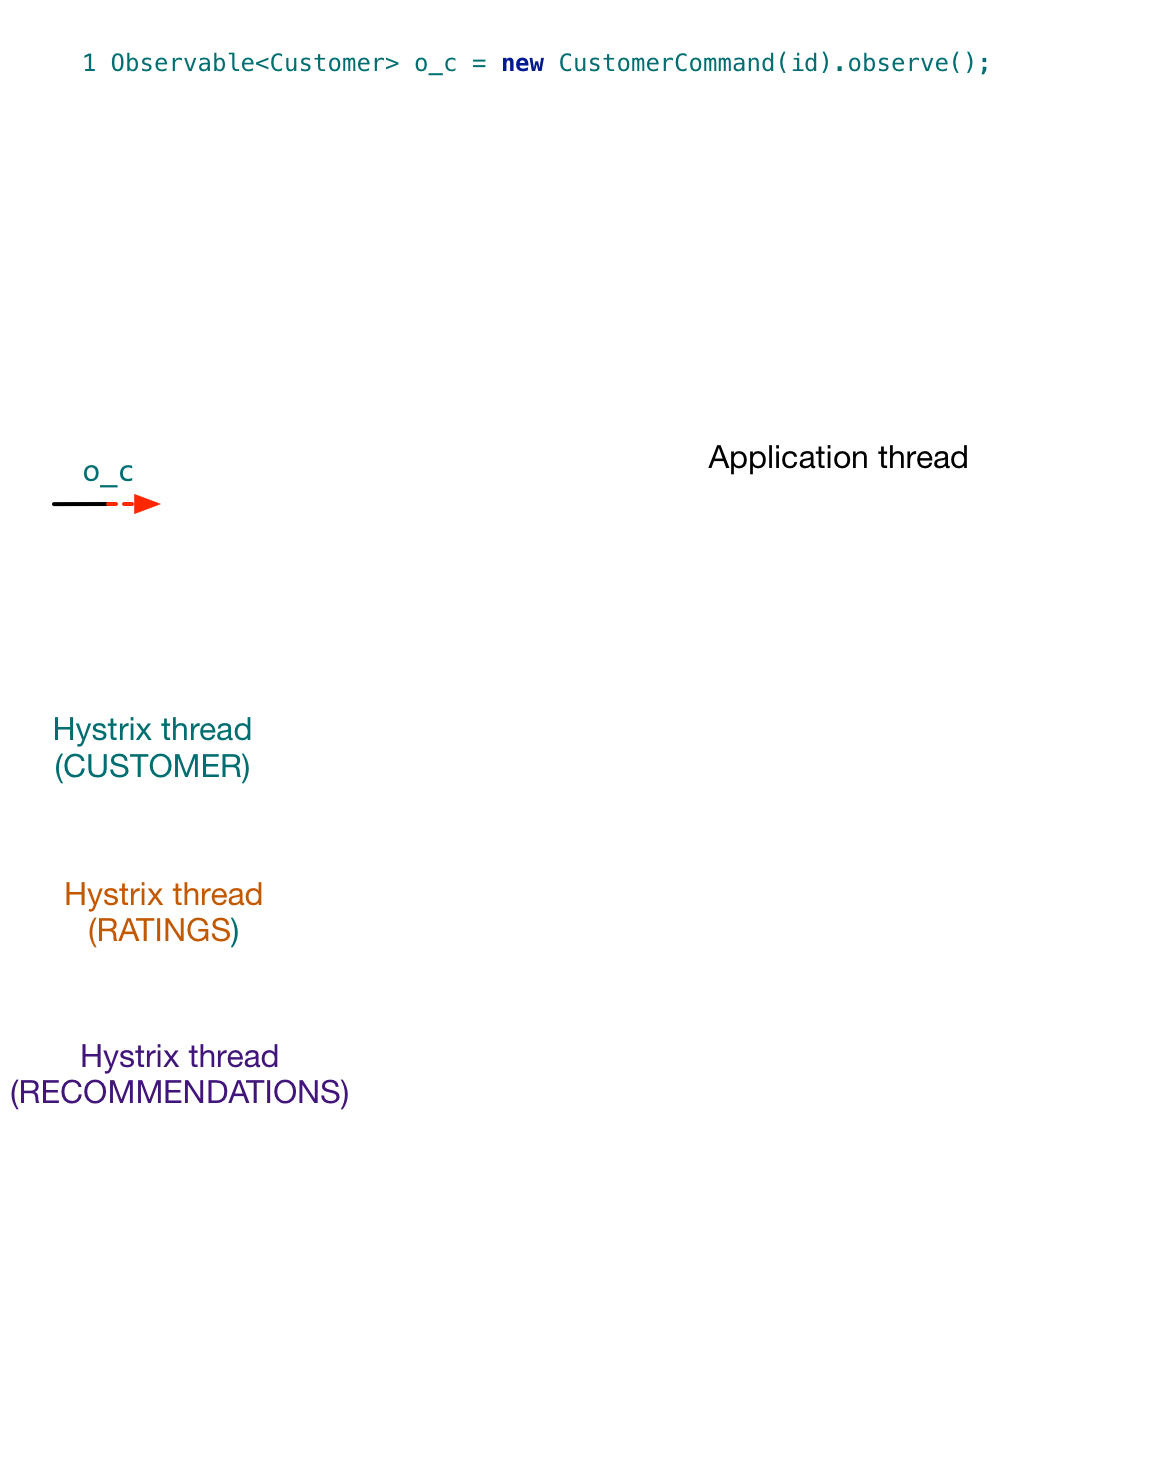 1 Observable<Customer> o_c = new CustomerCommand(id).observe();
Application thread
o_c
Hystrix thread
(CUSTOMER)
Hystrix thread
(RATINGS)
Hystrix thread
(RECOMMENDATIONS)